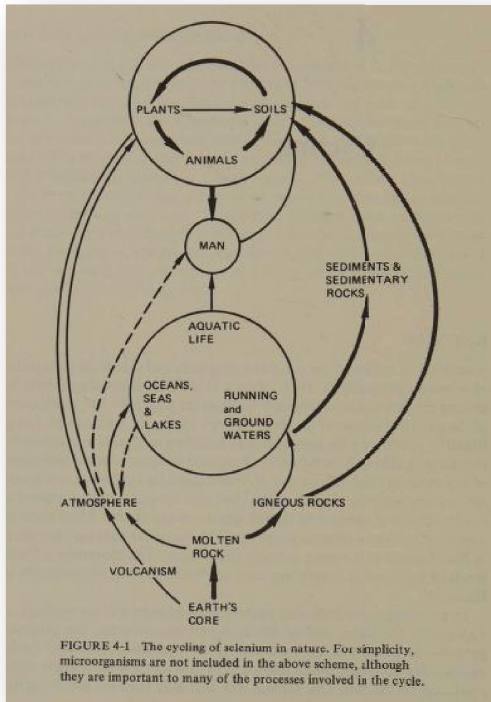 PLANTS
SOILS
ANIMALS
MAN
SEDIMENTS &
SEDIMENTARY
ROCKS
AQUATIC
LIFE
OCEANS,
SEAS
&
LAKES
RUNNING
and
GROUND
WATERS
ATMOSPHERE
IGNEOUS ROCKS
MOLTEN
ROCK
VOLCANISM
EARTH'S
CORE
FIGURE 4-1 The cycling of selenium in nature. For simplicity,
microorganisms are not included in the above scheme, although
they are important to many of the processes involved in the cycle.